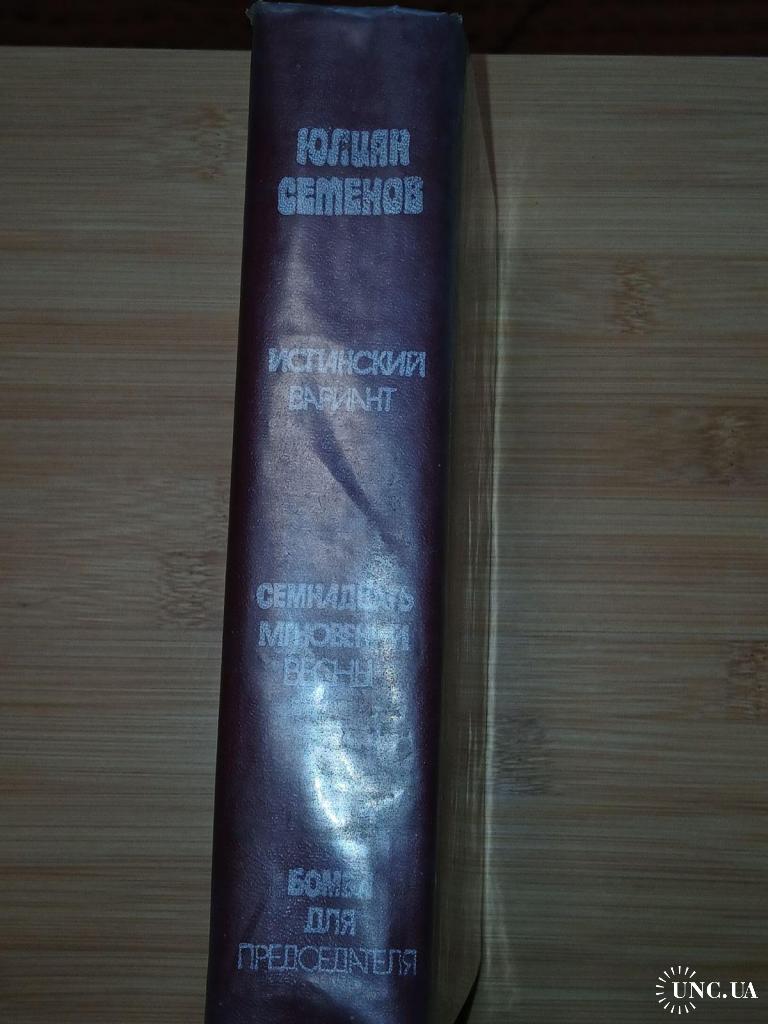 ЮЛИАН
СЕМЕНОВ
ИСПАНСКИЙ
ВАРИАНТ
СЕМНАДЦАТЬ
МГНОВЕНИЙ
ВЕСНЫ
БОМБА
ДЛЯ
ПРЕДСЕДАТЕЛЯ
UNC.UA